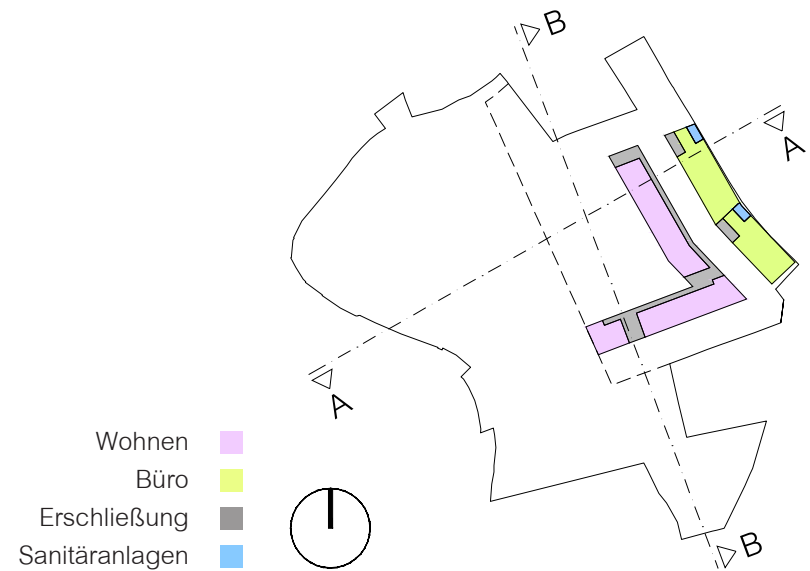 B
A
A
Wohnen
Büro
Erschließung
Sanitäranlagen
B